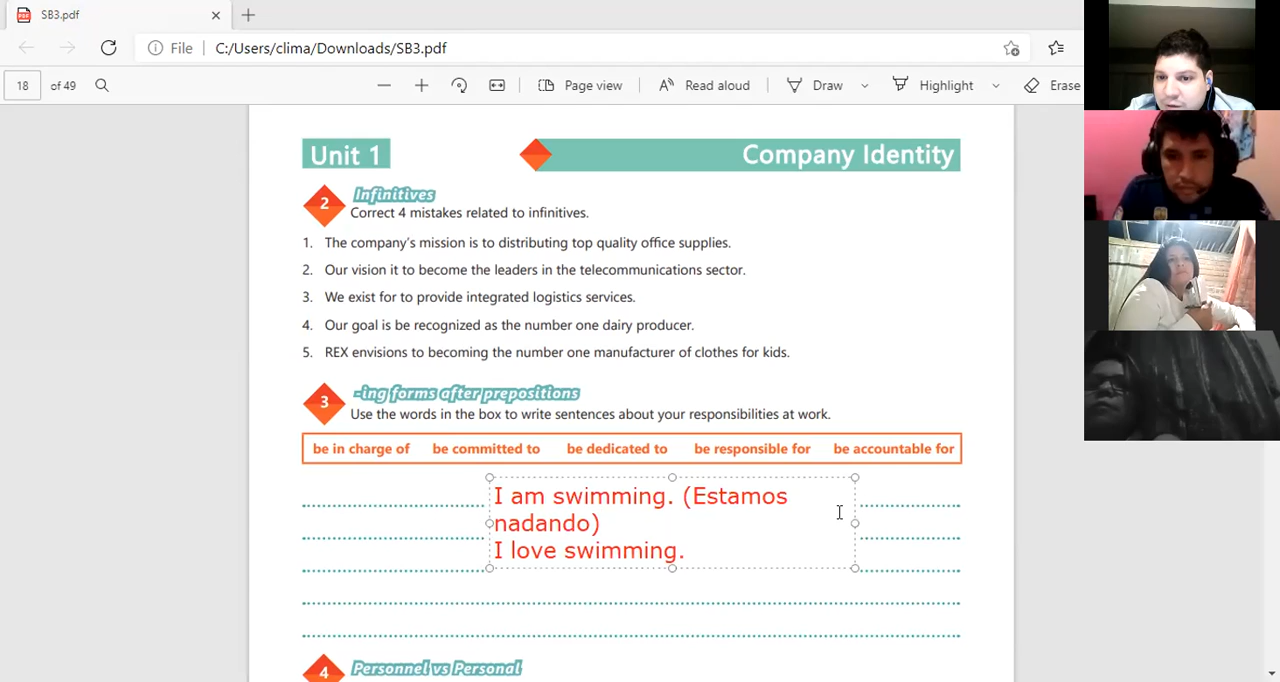 SB3.pdf
File
C:/Users/clima/Downloads/SB3.pdf
18 of 49
Page view
Read aloud
Draw
Highlight
Erase
Unit 1
Company Identity
2 Infinitives
Correct 4 mistakes related to infinitives.
1. The company's mission is to distributing top quality office supplies.
2. Our vision it to become the leaders in the telecommunications sector.
3. We exist for to provide integrated logistics services.
4. Our goal is be recognized as the number one dairy producer.
5. REX envisions to becoming the number one manufacturer of clothes for kids.
3 -ing forms after prepositions
Use the words in the box to write sentences about your responsibilities at work.
be in charge of be committed to be dedicated to be responsible for be accountable for
I am swimming. (Estamos
nadando)
I love swimming.
4 Personnel vs Personal